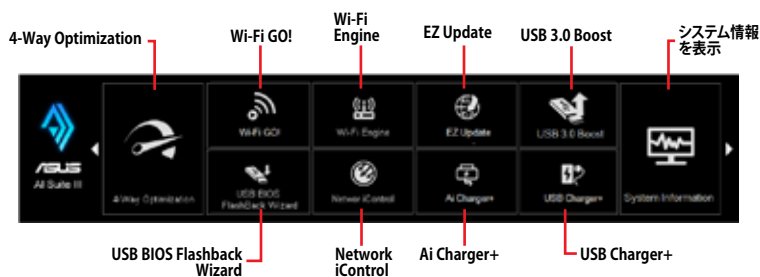 4-Way Optimization
Wi-Fi GO!
Wi-Fi
Engine
EZ Update
USB 3.0 Boost
システム情報
を表示
ASUS
AI Suite III
4-Way Optimization
Wi-Fi GO!
Wi-Fi Engine
EZ Update
USB 3.0 Boost
System Information
USB BIOS
FlashBack Wizard
Network iControl
Ai Charger+
USB Charger+
USB BIOS Flashback
Wizard
Network
iControl
Ai Charger+
USB Charger+